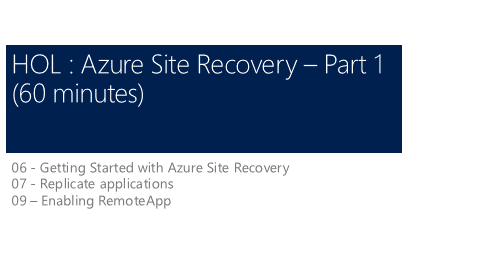 HOL : Azure Site Recovery – Part 1
(60 minutes)
06 - Getting Started with Azure Site Recovery
07 - Replicate applications
09 – Enabling RemoteApp